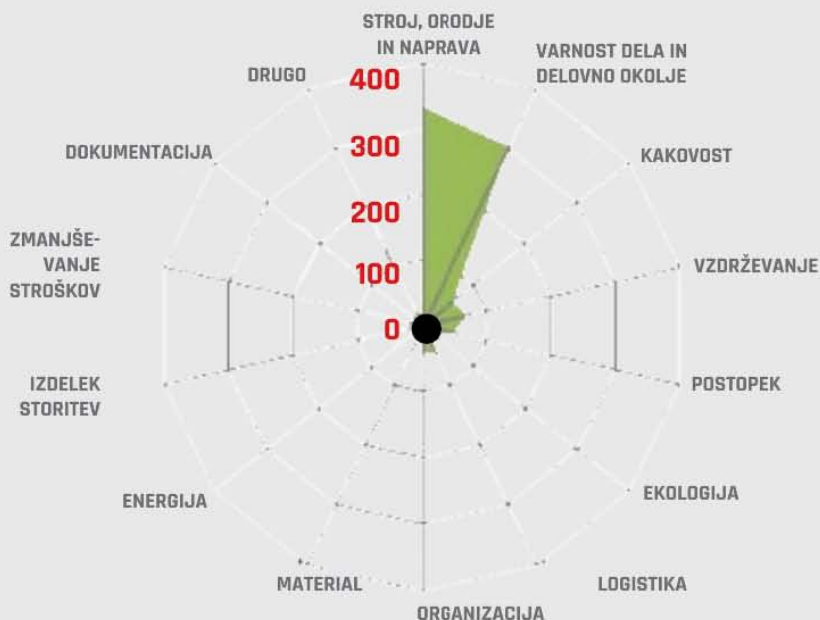 STROJ, ORODJE
IN NAPRAVA
VARNOST DELA IN
DELOVNO OKOLJE
KAKOVOST
VZDRŽEVANJE
POSTOPEK
EKOLOGIJA
LOGISTIKA
ORGANIZACIJA
MATERIAL
ENERGIJA
IZDELEK
STORITEV
ZMANJŠE-
VANJE
STROŠKOV
DOKUMENTACIJA
DRUGO
400
300
200
100
0